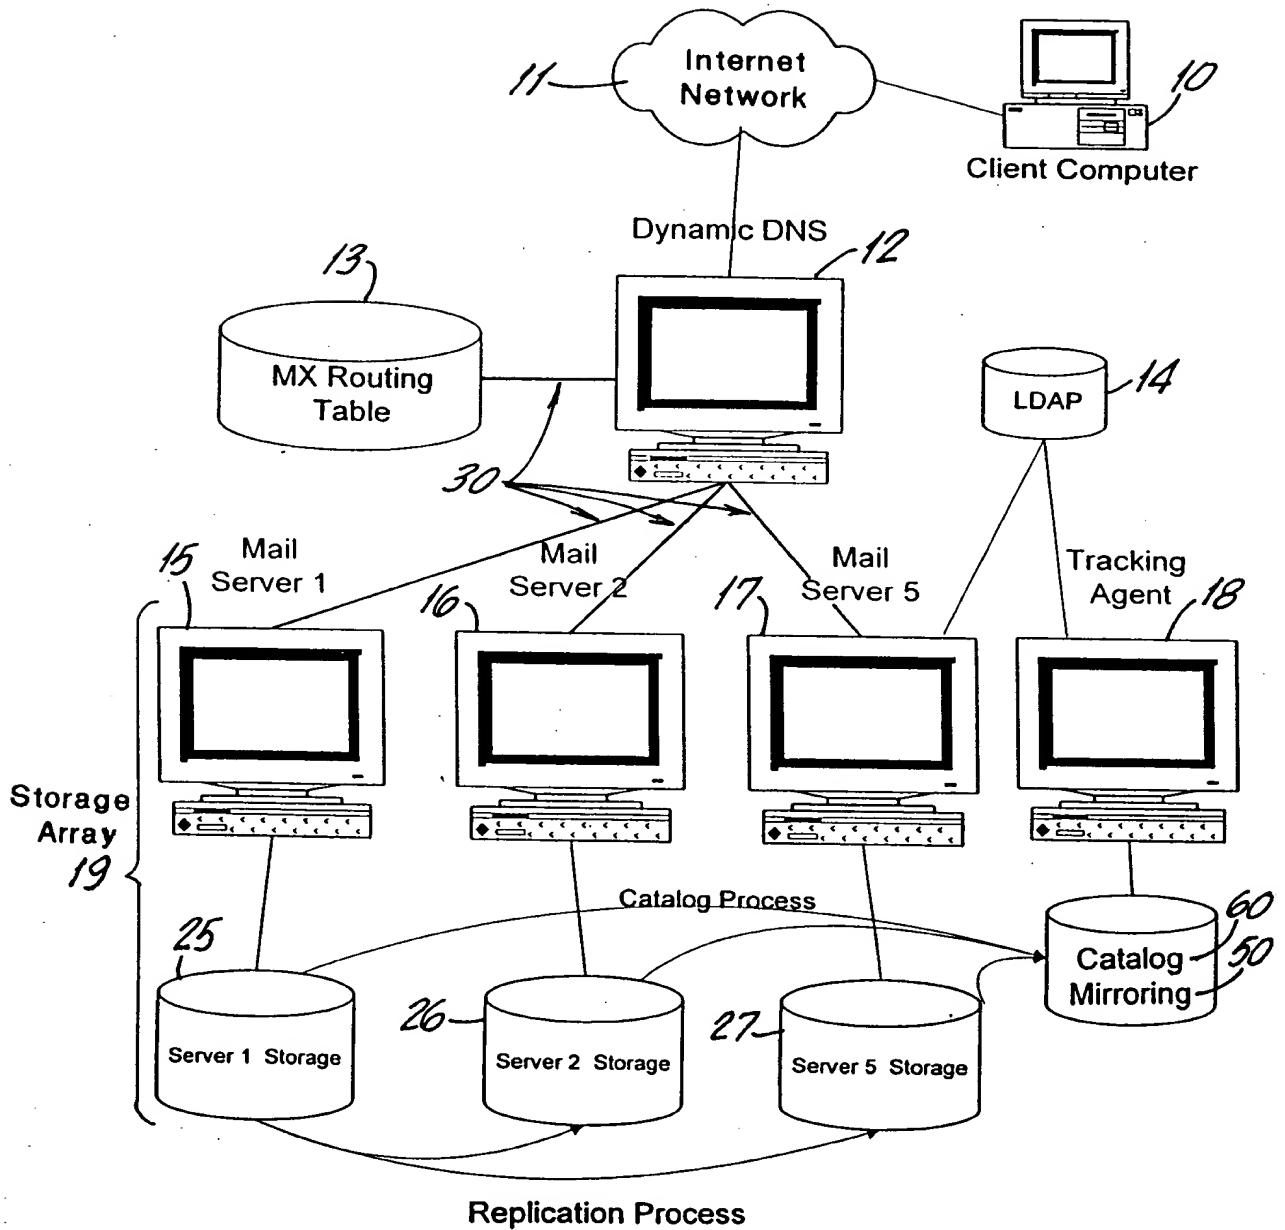 Internet
Network
11
10
Client Computer
Dynamic DNS
12
13
MX Routing
Table
LDAP
14
30
Mail
Server 1
15
Mail
Server 2
16
Mail
Server 5
17
Tracking
Agent
18
Storage
Array
19
Catalog Process
25
Server 1 Storage
26
Server 2 Storage
27
Server 5 Storage
Catalog 60
Mirroring 50
Replication Process